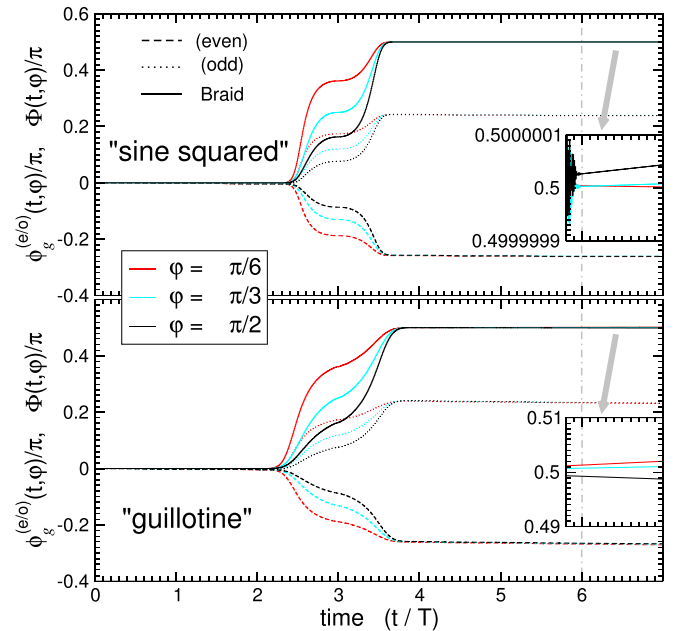 0.6
0.4
0.2
0
-0.2
-0.4
ϕg(e/o)(t,φ)/π, Φ(t,φ)/π
(even)
(odd)
Braid
"sine squared"
0.5000001
0.5
0.4999999
φ = π/6
φ = π/3
φ = π/2
0.4
0.2
0
-0.2
-0.4
ϕg(e/o)(t,φ)/π, Φ(t,φ)/π
"guillotine"
0.51
0.5
0.49
0 1 2 3 4 5 6
time (t / T)